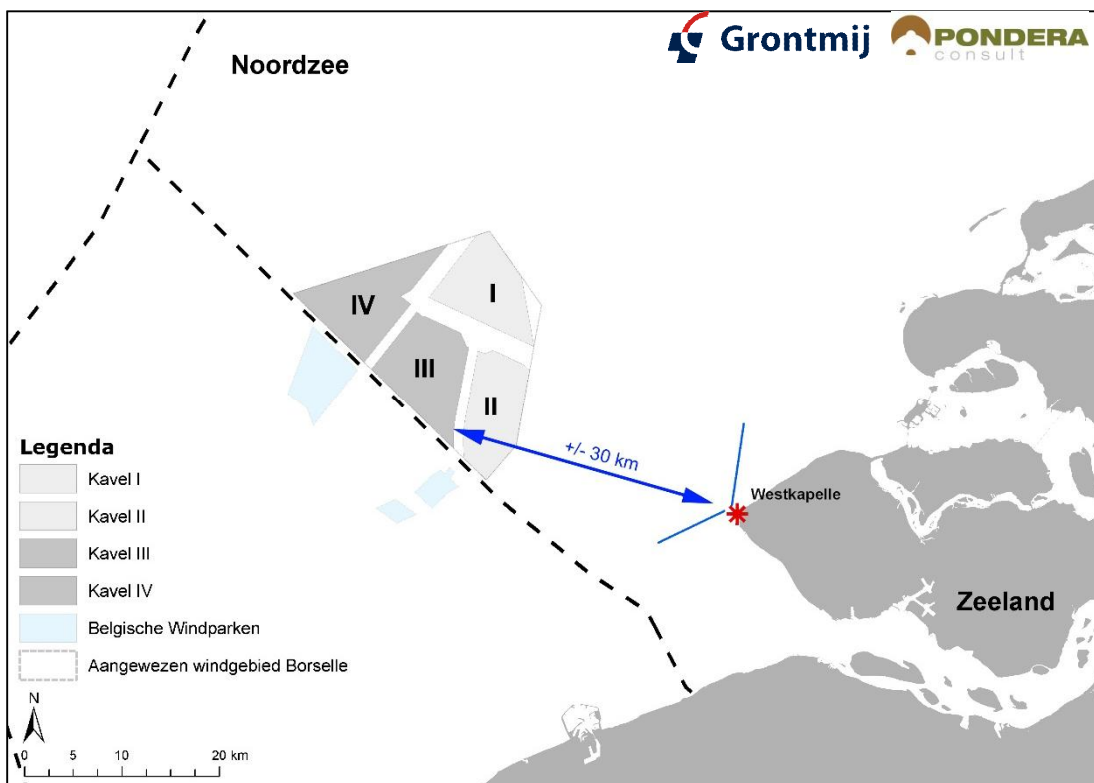 Grontmij
PONDERA
consult
Noordzee
IV
I
III
II
+/- 30 km
Westkapelle
Zeeland
Legenda
Kavel I
Kavel II
Kavel III
Kavel IV
Belgische Windparken
Aangewezen windgebied Borselle
N
0 5 10 20 km